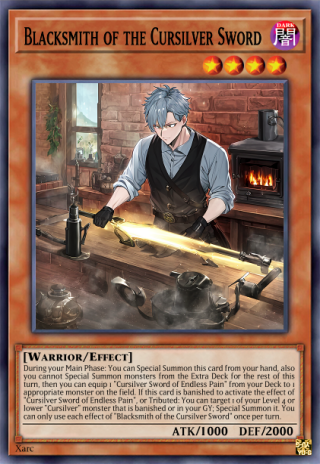 Blacksmith of the Cursilver Sword
DARK
闇
[Warrior/Effect]
During your Main Phase: You can Special Summon this card from your hand, also
you cannot Special Summon monsters from the Extra Deck for the rest of this
turn, then you can equip 1 "Cursilver Sword of Endless Pain" from your Deck to 1
appropriate monster on the field. If this card is banished to activate the effect of
"Cursilver Sword of Endless Pain", or Tributed: You can target 1 of your Level 4 or
lower "Cursilver" monster that is banished or in your GY; Special Summon it. You
can only use each effect of "Blacksmith of the Cursilver Sword" once per turn.
ATK/1000 DEF/2000
Xarc